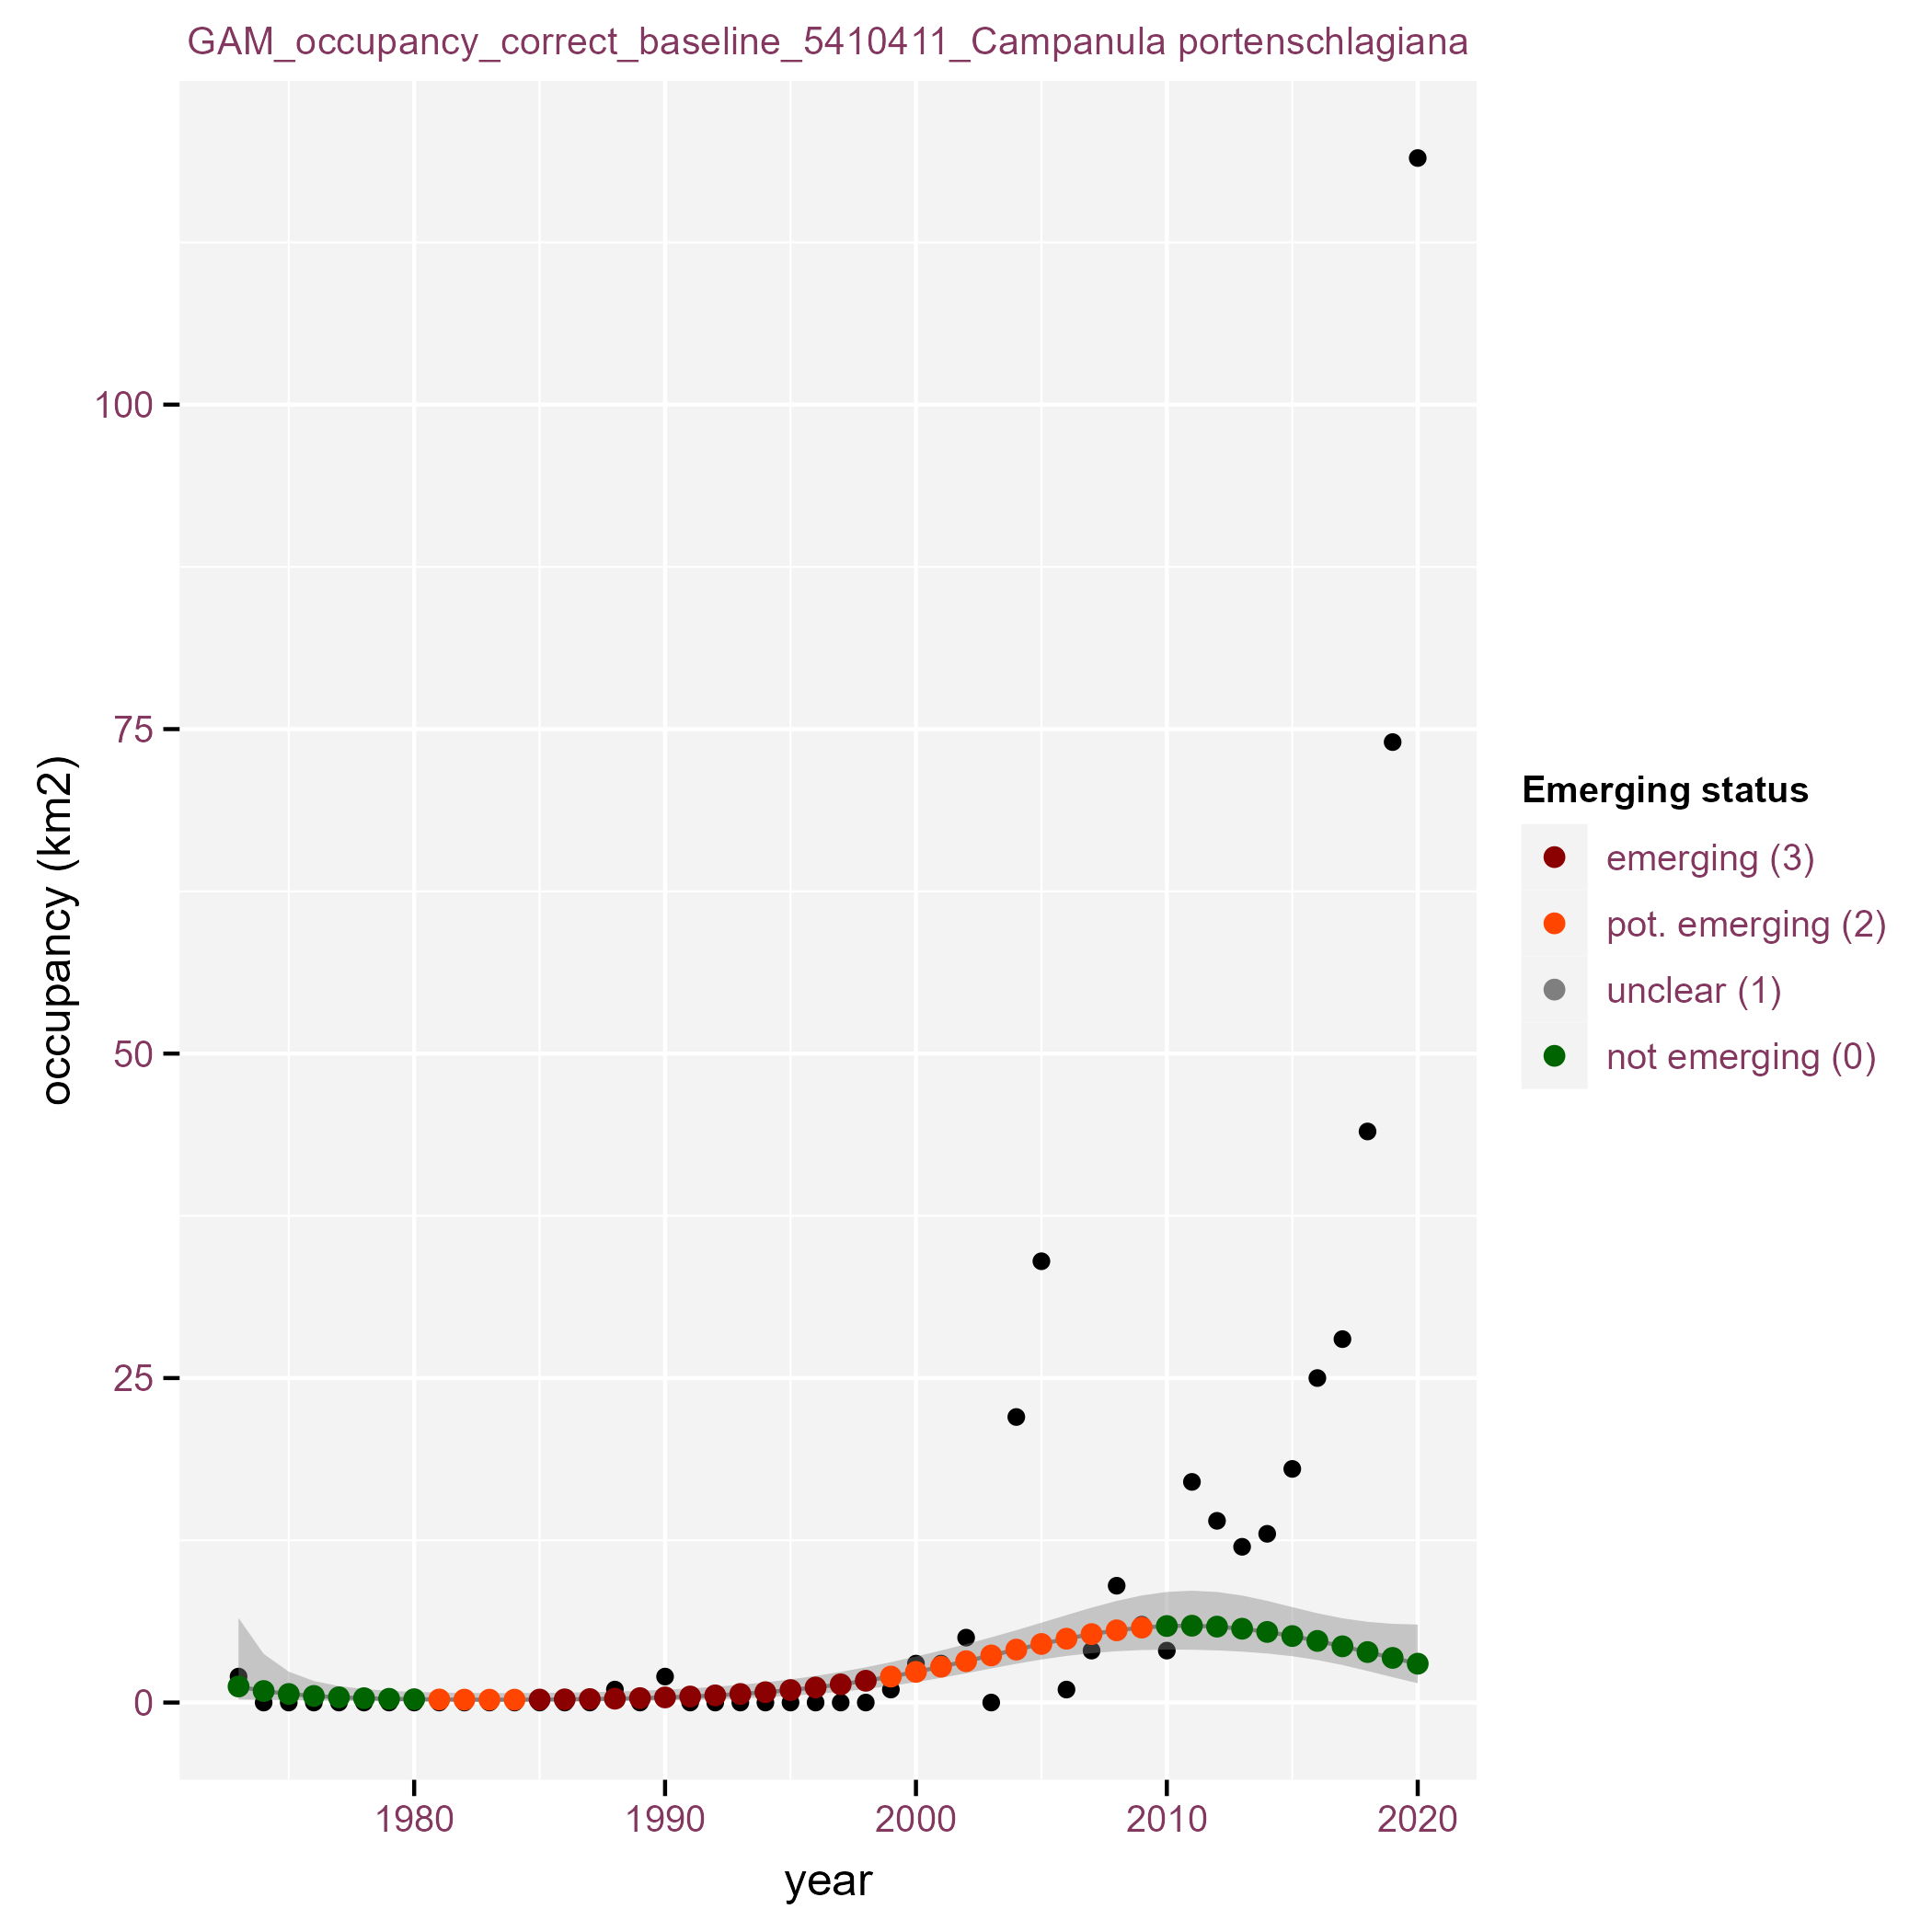 GAM_occupancy_correct_baseline_5410411_Campanula portenschlagiana
100
75
50
25
0
occupancy (km2)
1980
1990
2000
2010
2020
year
Emerging status
emerging (3)
pot. emerging (2)
unclear (1)
not emerging (0)